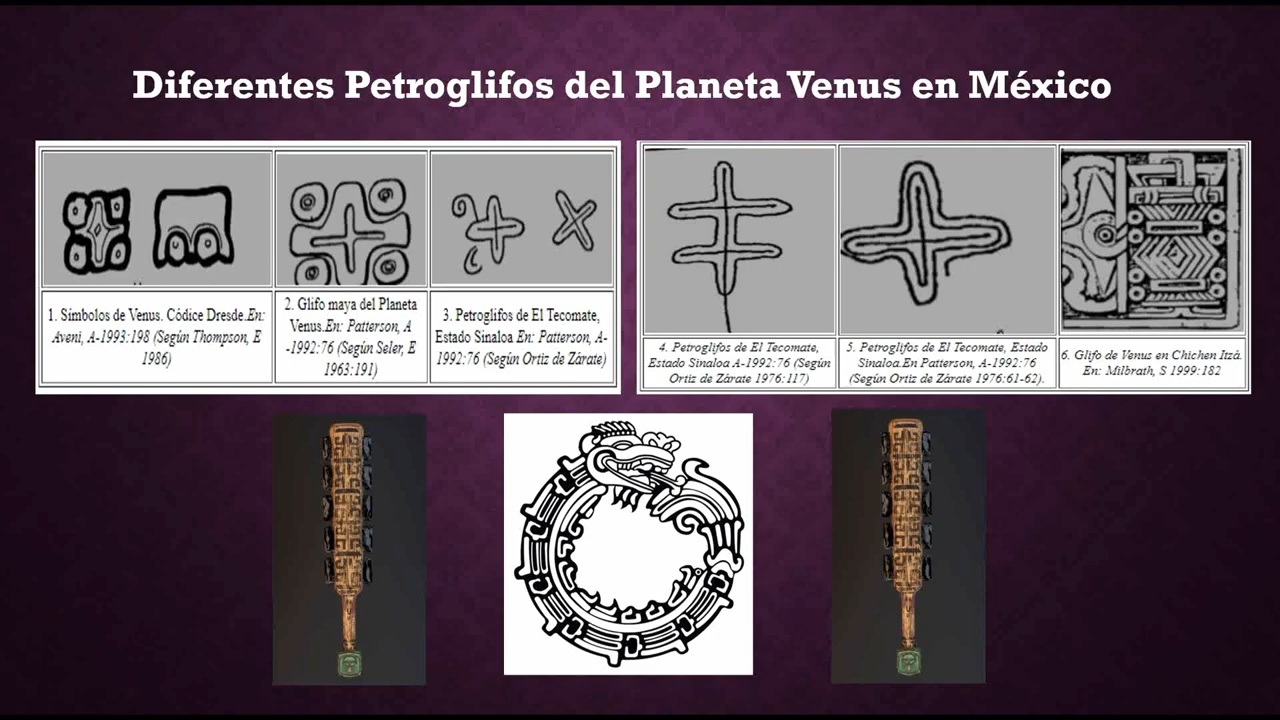 Diferentes Petroglifos del Planeta Venus en México
1. Símbolos de Venus. Códice Dresde.En:
Aveni, A-1993:198 (Según Thompson, E
1986)
2. Glifo maya del Planeta
Venus.En: Patterson, A
-1992:76 (Según Seler, E
1963:191)
3. Petroglifos de El Tecomate,
Estado Sinaloa En: Patterson, A-
1992:76 (Según Ortiz de Zárate)
4. Petroglifos de El Tecomate,
Estado Sinaloa A-1992:76 (Según
Ortiz de Zárate 1976:117)
5. Petroglifos de El Tecomate, Estado
Sinaloa.En Patterson, A-1992:76
(Según Ortiz de Zárate 1976:61-62).
6. Glifo de Venus en Chichen Itzá.
En: Milbrath, S 1999:182